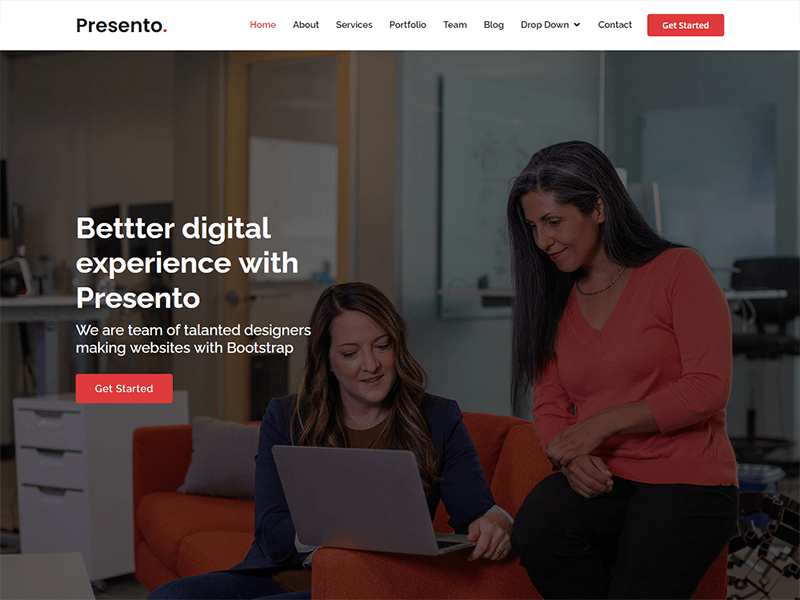 Presento.
Home About Services Portfolio Team Blog Drop Down Contact Get Started
Bettter digital
experience with
Presento
We are team of talanted designers
making websites with Bootstrap
Get Started